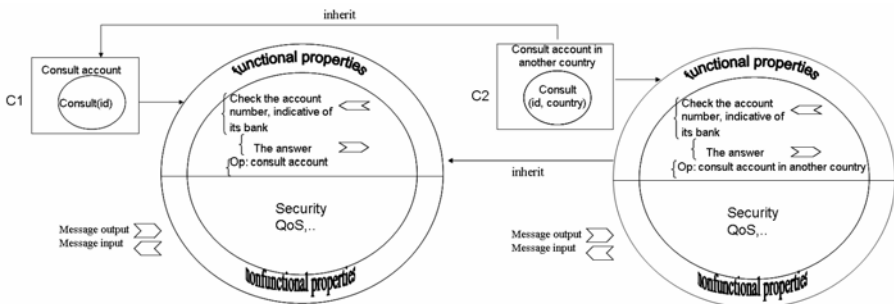 inherit
C1
Consult account
Consult(id)
functional properties
Check the account
number, indicative of
its bank
The answer
Op: consult account
Security
QoS,..
nonfunctional properties
Message output
Message input
inherit
C2
Consult account in
another country
Consult
(id, country)
functional properties
Check the account
number, indicative of
its bank
The answer
Op: consult account in another country
Security
QoS,..
nonfunctional properties
Message output
Message input